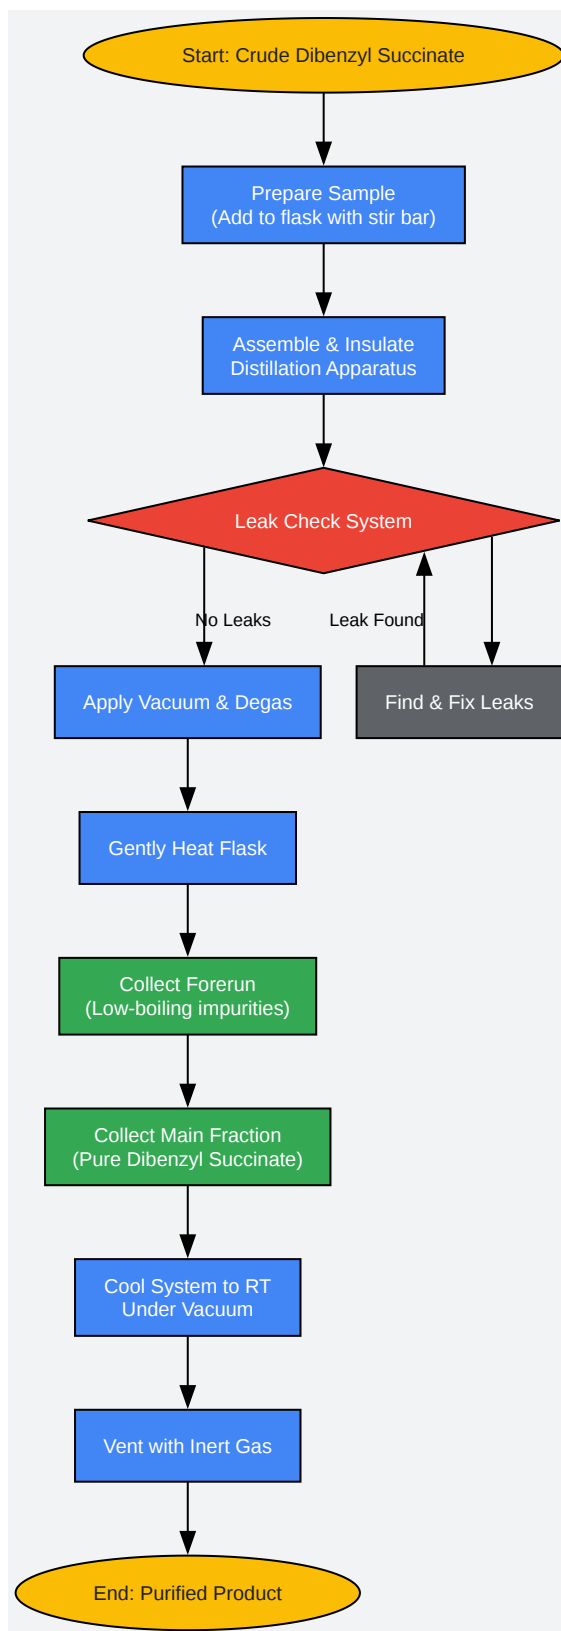 Start: Crude Dibenzyl Succinate
Prepare Sample
(Add to flask with stir bar)
Assemble & Insulate
Distillation Apparatus
Leak Check System
No Leaks
Leak Found
Apply Vacuum & Degas
Find & Fix Leaks
Gently Heat Flask
Collect Forerun
(Low-boiling impurities)
Collect Main Fraction
(Pure Dibenzyl Succinate)
Cool System to RT
Under Vacuum
Vent with Inert Gas
End: Purified Product